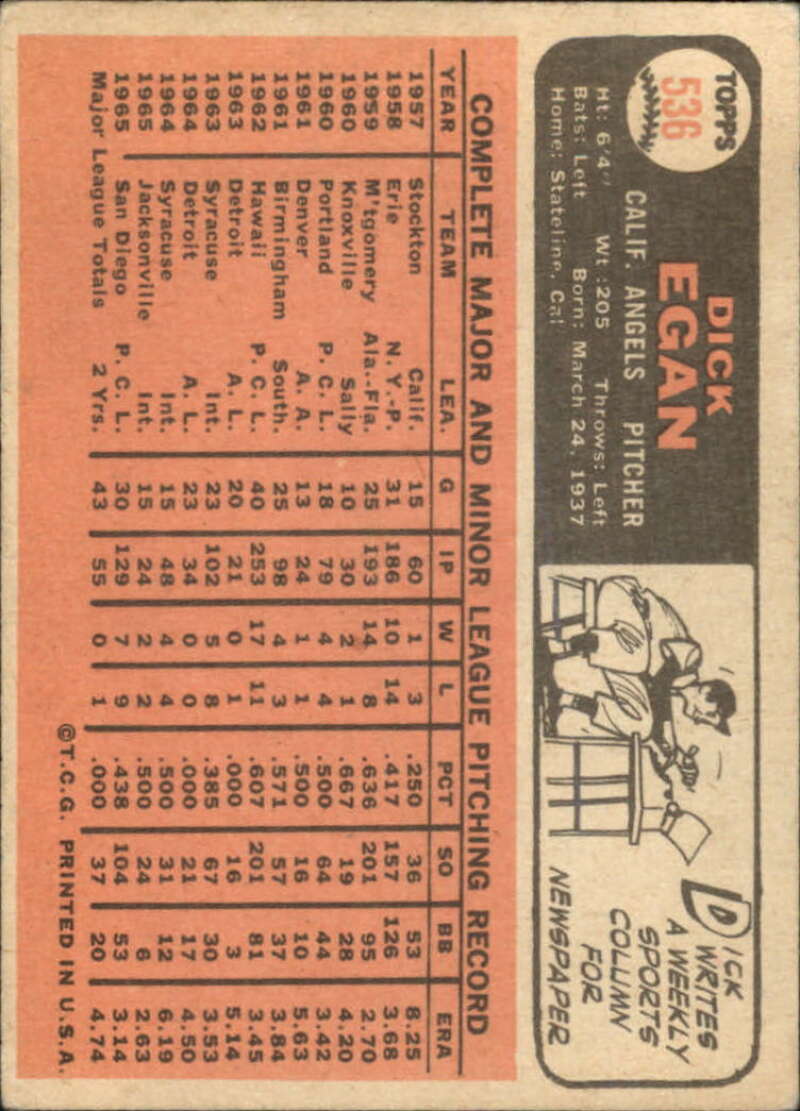 TOPPS
536
DICK
EGAN
CALIF. ANGELS PITCHER
Ht: 6'4" Wt.:205 Throws: Left
Bats: Left Born: March 24, 1937
Home: Stateline, Cal
DICK
WRITES
A WEEKLY
SPORTS
COLUMN
FOR
NEWSPAPER
COMPLETE MAJOR AND MINOR LEAGUE PITCHING RECORD
YEAR TEAM LEA. G IP W L PCT SO BB ERA
1957 Stockton Calif. 15 60 1 3 .250 36 53 8.25
1958 Erie N.Y.-P. 31 186 10 14 .417 157 126 3.68
1959 M'tgomery Ala.-Fla. 25 193 14 8 .636 201 95 2.70
1960 Knoxville Sally 10 30 2 1 .667 19 28 4.20
1960 Portland P.C.L. 18 79 4 4 .500 64 44 3.42
1961 Denver A.A. 13 24 1 1 .500 16 10 5.63
1961 Birmingham South. 25 98 4 3 .571 57 37 3.84
1962 Hawaii P.C.L. 40 253 17 11 .607 201 81 3.45
1963 Detroit A.L. 20 21 0 1 .000 16 3 5.14
1963 Syracuse Int. 23 102 5 8 .385 67 30 3.53
1964 Detroit A.L. 23 34 0 0 .000 21 17 4.50
1964 Syracuse Int. 15 48 4 4 .500 31 12 6.19
1965 Jacksonville Int. 15 24 2 2 .500 24 6 2.63
1965 San Diego P.C.L. 30 129 7 9 .438 104 53 3.14
Major League Totals 2 Yrs. 43 55 0 1 .000 37 20 4.74
©T.C.G. PRINTED IN U.S.A.